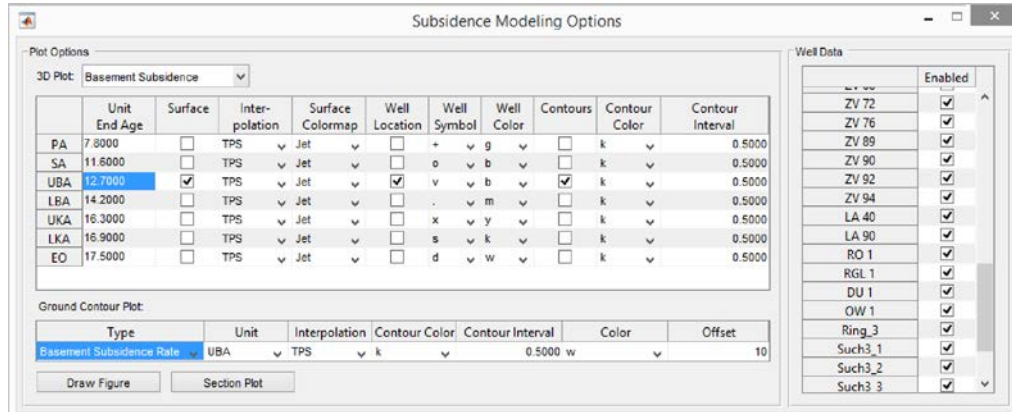 Subsidence Modeling Options
Plot Options
3D Plot: Basement Subsidence
Unit End Age Surface Inter-polation Surface Colormap Well Location Well Symbol Well Color Contours Contour Color Contour Interval
PA 7.8000 TPS Jet + g k 0.5000
SA 11.6000 TPS Jet o b k 0.5000
UBA 12.7000 TPS Jet v b k 0.5000
LBA 14.2000 TPS Jet . m k 0.5000
UKA 16.3000 TPS Jet x y k 0.5000
LKA 16.9000 TPS Jet s k k 0.5000
EO 17.5000 TPS Jet d w k 0.5000
Ground Contour Plot:
Type Unit Interpolation Contour Color Contour Interval Color Offset
Basement Subsidence Rate UBA TPS k 0.5000 w 10
Draw Figure Section Plot
Well Data
Enabled
ZV 72
ZV 76
ZV 89
ZV 90
ZV 92
ZV 94
LA 40
LA 90
RO 1
RGL 1
DU 1
OW 1
Ring_3
Such3_1
Such3_2
Such3_3